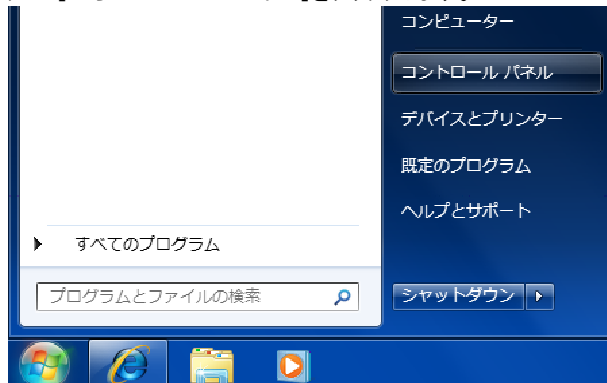 コンピューター
コントロール パネル
デバイスとプリンター
既定のプログラム
ヘルプとサポート
すべてのプログラム
プログラムとファイルの検索
シャットダウン